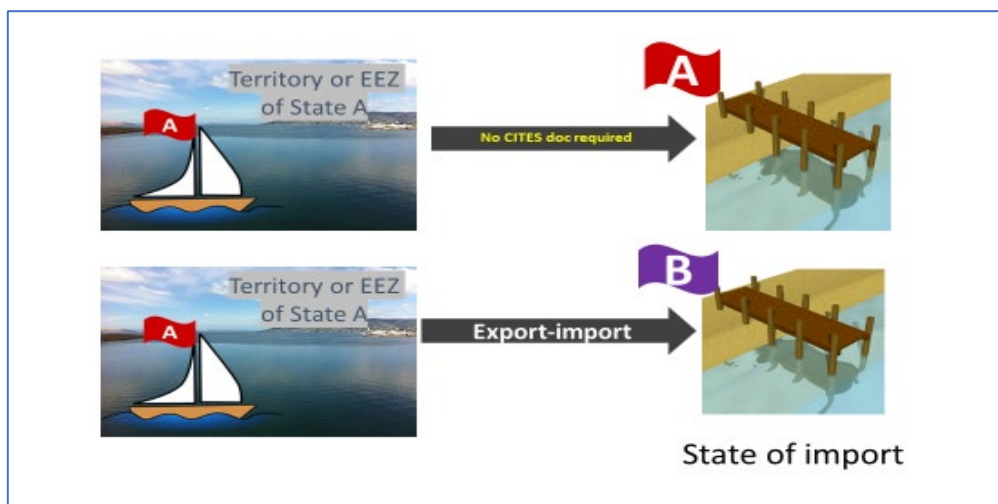 Territory or EEZ
of State A
A
A
No CITES doc required
Territory or EEZ
of State A
A
B
Export-import
State of import